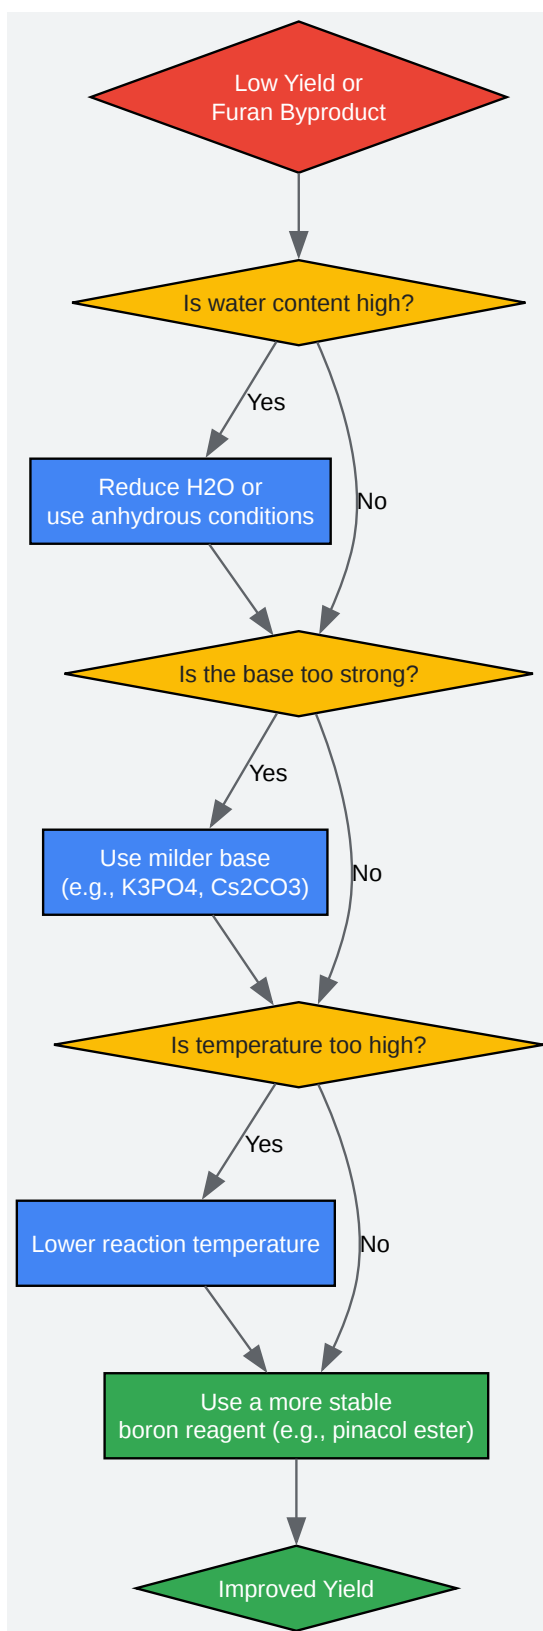 Low Yield or
Furan Byproduct
Is water content high?
Yes
Reduce H2O or
use anhydrous conditions
No
Is the base too strong?
Yes
Use milder base
(e.g., K3PO4, Cs2CO3)
No
Is temperature too high?
Yes
Lower reaction temperature
No
Use a more stable
boron reagent (e.g., pinacol ester)
Improved Yield